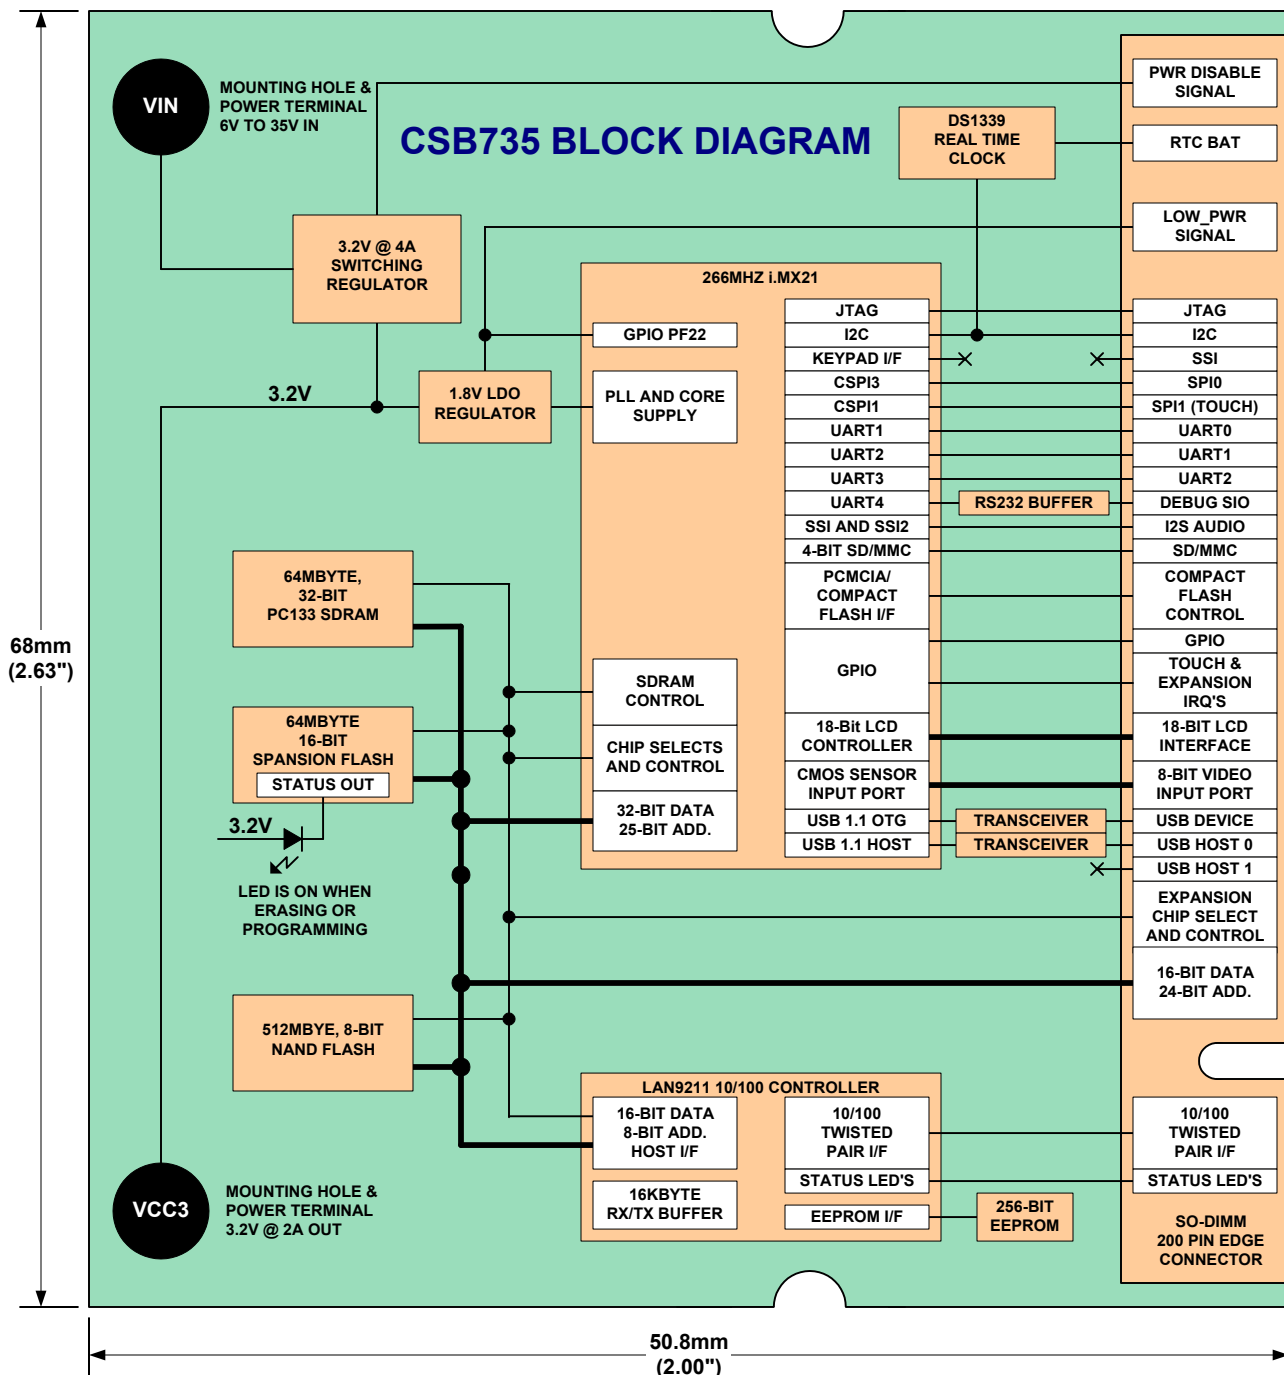 CSB735 BLOCK DIAGRAM
VIN
MOUNTING HOLE &
POWER TERMINAL
6V TO 35V IN
3.2V @ 4A
SWITCHING
REGULATOR
3.2V
1.8V LDO
REGULATOR
DS1339
REAL TIME
CLOCK
266MHZ i.MX21
GPIO PF22
PLL AND CORE
SUPPLY
SDRAM
CONTROL
CHIP SELECTS
AND CONTROL
32-BIT DATA
25-BIT ADD.
JTAG
I2C
KEYPAD I/F
CSPI3
CSPI1
UART1
UART2
UART3
UART4
SSI AND SSI2
4-BIT SD/MMC
PCMCIA/
COMPACT
FLASH I/F
GPIO
18-Bit LCD
CONTROLLER
CMOS SENSOR
INPUT PORT
USB 1.1 OTG
USB 1.1 HOST
RS232 BUFFER
TRANSCEIVER
TRANSCEIVER
PWR DISABLE
SIGNAL
RTC BAT
LOW_PWR
SIGNAL
JTAG
I2C
SSI
SPI0
SPI1 (TOUCH)
UART0
UART1
UART2
DEBUG SIO
I2S AUDIO
SD/MMC
COMPACT
FLASH
CONTROL
GPIO
TOUCH &
EXPANSION
IRQ'S
18-BIT LCD
INTERFACE
8-BIT VIDEO
INPUT PORT
USB DEVICE
USB HOST 0
USB HOST 1
EXPANSION
CHIP SELECT
AND CONTROL
16-BIT DATA
24-BIT ADD.
10/100
TWISTED
PAIR I/F
STATUS LED'S
SO-DIMM
200 PIN EDGE
CONNECTOR
64MBYTE,
32-BIT
PC133 SDRAM
64MBYTE
16-BIT
SPANSION FLASH
STATUS OUT
3.2V
LED IS ON WHEN
ERASING OR
PROGRAMMING
512MBYE, 8-BIT
NAND FLASH
LAN9211 10/100 CONTROLLER
16-BIT DATA
8-BIT ADD.
HOST I/F
16KBYTE
RX/TX BUFFER
10/100
TWISTED
PAIR I/F
STATUS LED'S
EEPROM I/F
256-BIT
EEPROM
VCC3
MOUNTING HOLE &
POWER TERMINAL
3.2V @ 2A OUT
68mm
(2.63")
50.8mm
(2.00")